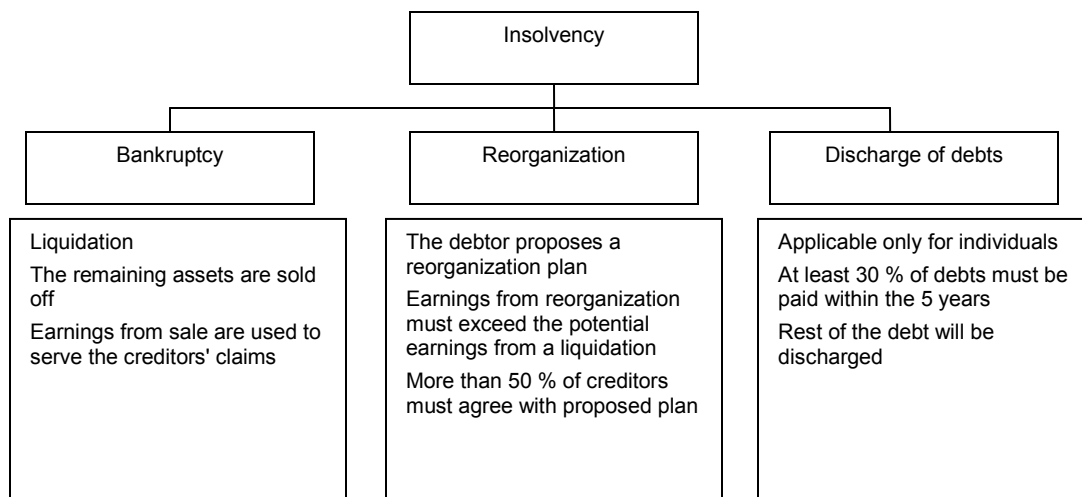 Insolvency
Bankruptcy
Reorganization
Discharge of debts
Liquidation
The remaining assets are sold
off
Earnings from sale are used to
serve the creditors' claims
The debtor proposes a
reorganization plan
Earnings from reorganization
must exceed the potential
earnings from a liquidation
More than 50 % of creditors
must agree with proposed plan
Applicable only for individuals
At least 30 % of debts must be
paid within the 5 years
Rest of the debt will be
discharged